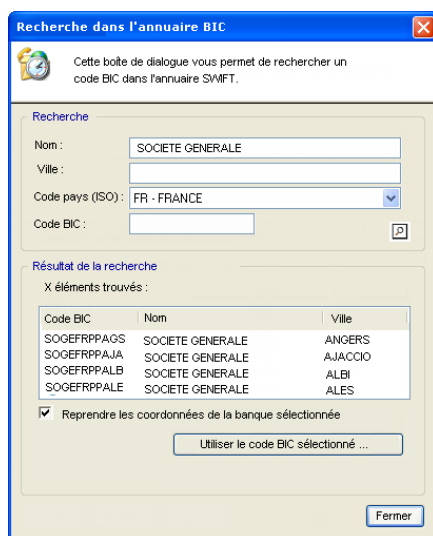 Recherche dans l'annuaire BIC
Cette boîte de dialogue vous permet de rechercher un
code BIC dans l'annuaire SWIFT.
Recherche
Nom : SOCIETE GENERALE
Ville :
Code pays (ISO) : FR - FRANCE
Code BIC :
Résultat de la recherche
X éléments trouvés :
Code BIC Nom Ville
SOGEFRPPAGS SOCIETE GENERALE ANGERS
SOGEFRPPAJA SOCIETE GENERALE AJACCIO
SOGEFRPPALB SOCIETE GENERALE ALBI
SOGEFRPPALE SOCIETE GENERALE ALES
Reprendre les coordonnées de la banque sélectionnée
Utiliser le code BIC sélectionné ...
Fermer